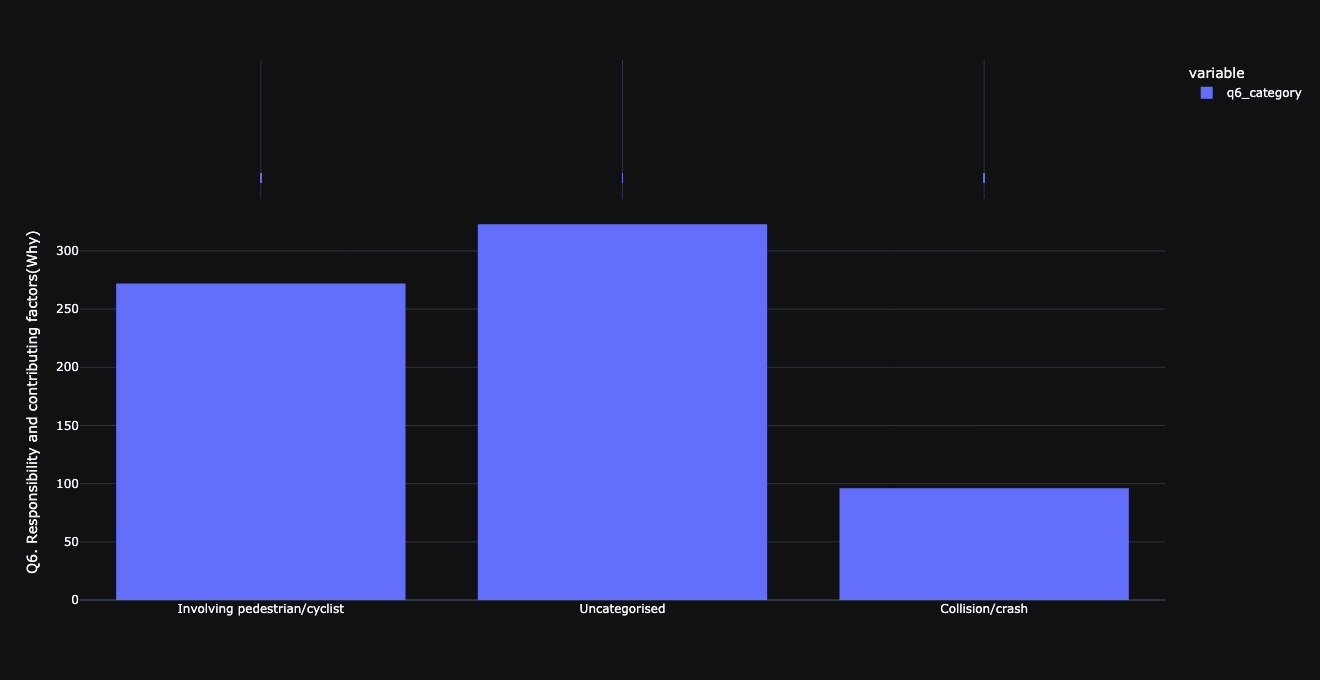 variable
q6_category
Q6. Responsibility and contributing factors(Why)
300
250
200
150
100
50
0
Involving pedestrian/cyclist
Uncategorised
Collision/crash